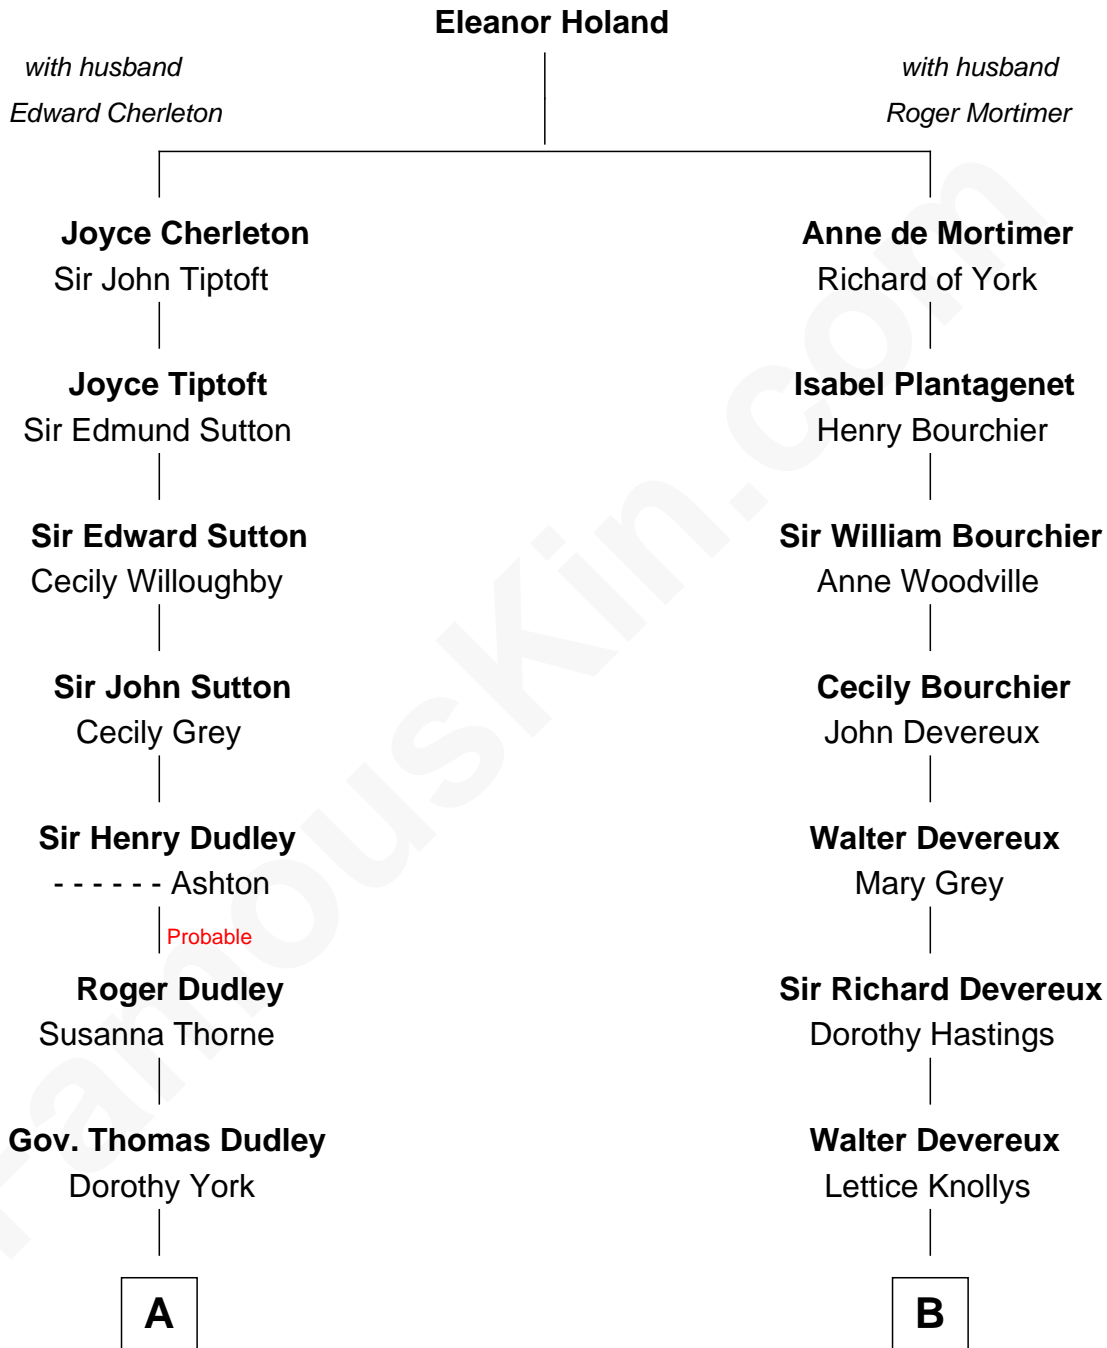 Eleanor Holand
with husband
Edward Cherleton
with husband
Roger Mortimer
Joyce Cherleton
Sir John Tiptoft
Anne de Mortimer
Richard of York
Joyce Tiptoft
Sir Edmund Sutton
Isabel Plantagenet
Henry Bourchier
Sir Edward Sutton
Cecily Willoughby
Sir William Bourchier
Anne Woodville
Sir John Sutton
Cecily Grey
Cecily Bourchier
John Devereux
Sir Henry Dudley
- - - - - - Ashton
Probable
Walter Devereux
Mary Grey
Roger Dudley
Susanna Thorne
Sir Richard Devereux
Dorothy Hastings
Gov. Thomas Dudley
Dorothy York
Walter Devereux
Lettice Knollys
A
B
FamousKin.com